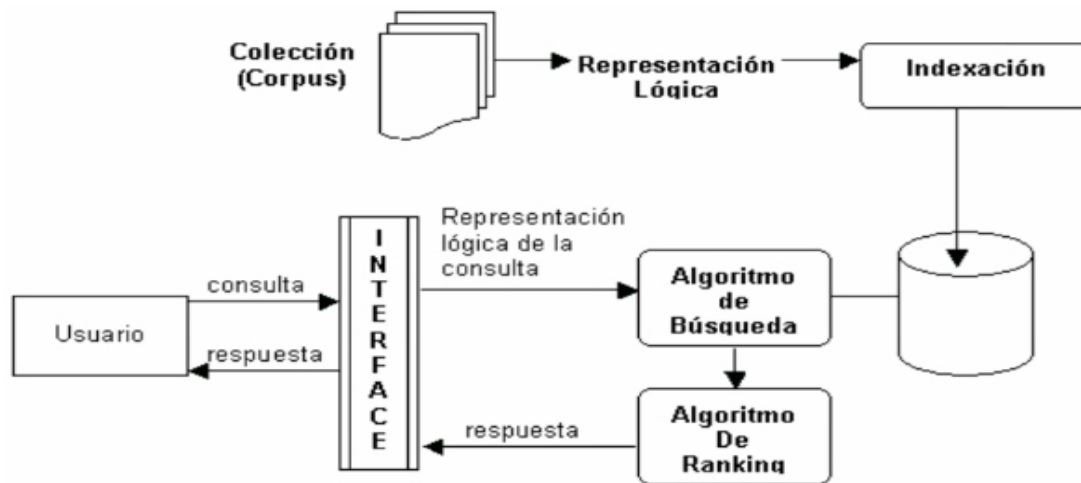 Colección
(Corpus)
Representación
Lógica
Indexación
Representación
lógica de la
consulta
INTERFACE
Algoritmo
de
Búsqueda
consulta
Usuario
respuesta
Algoritmo
De
Ranking
respuesta